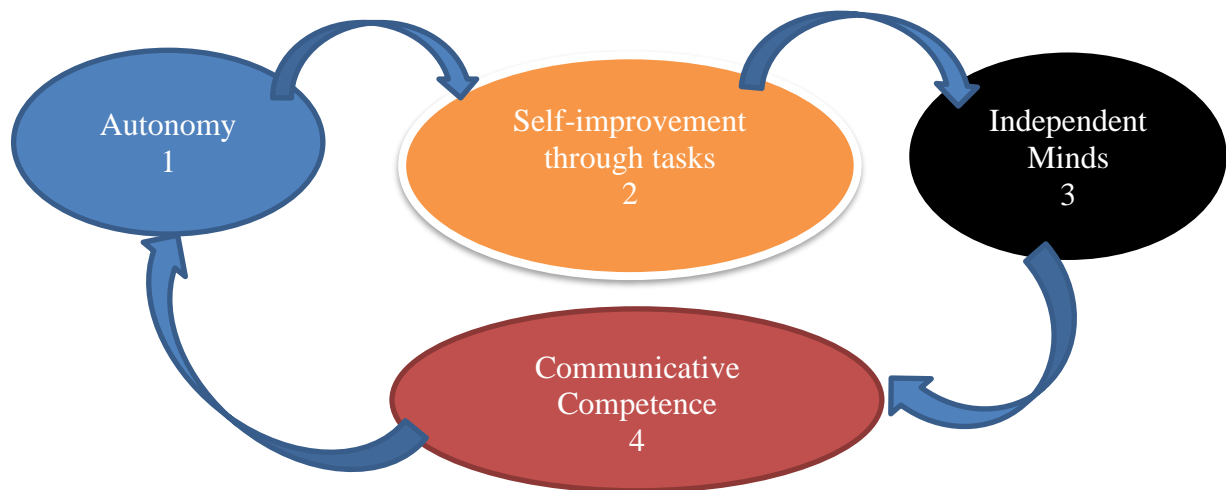 Autonomy
1
Self-improvement
through tasks
2
Independent
Minds
3
Communicative
Competence
4